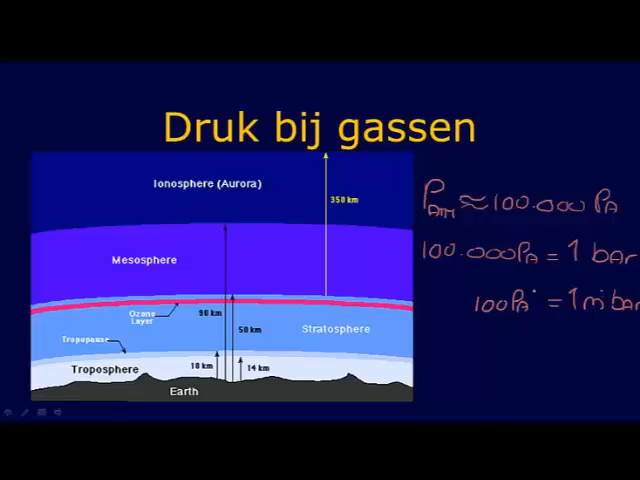 Druk bij gassen
Ionosphere (Aurora)
350 km
PATM ≈ 100.000 PA
Mesosphere
100.000 PA = 1 bar
100 PA = 1 mbar
Ozone
Layer
90 km
50 km
Stratosphere
Tropopause
Troposphere
18 km
14 km
Earth